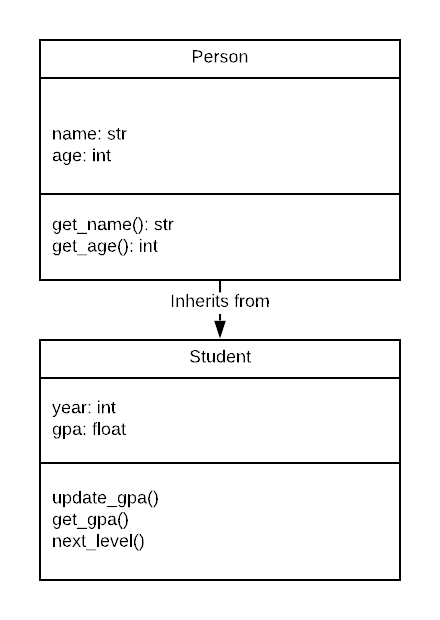 Person
name: str
age: int
get_name(): str
get_age(): int
Inherits from
Student
year: int
gpa: float
update_gpa()
get_gpa()
next_level()